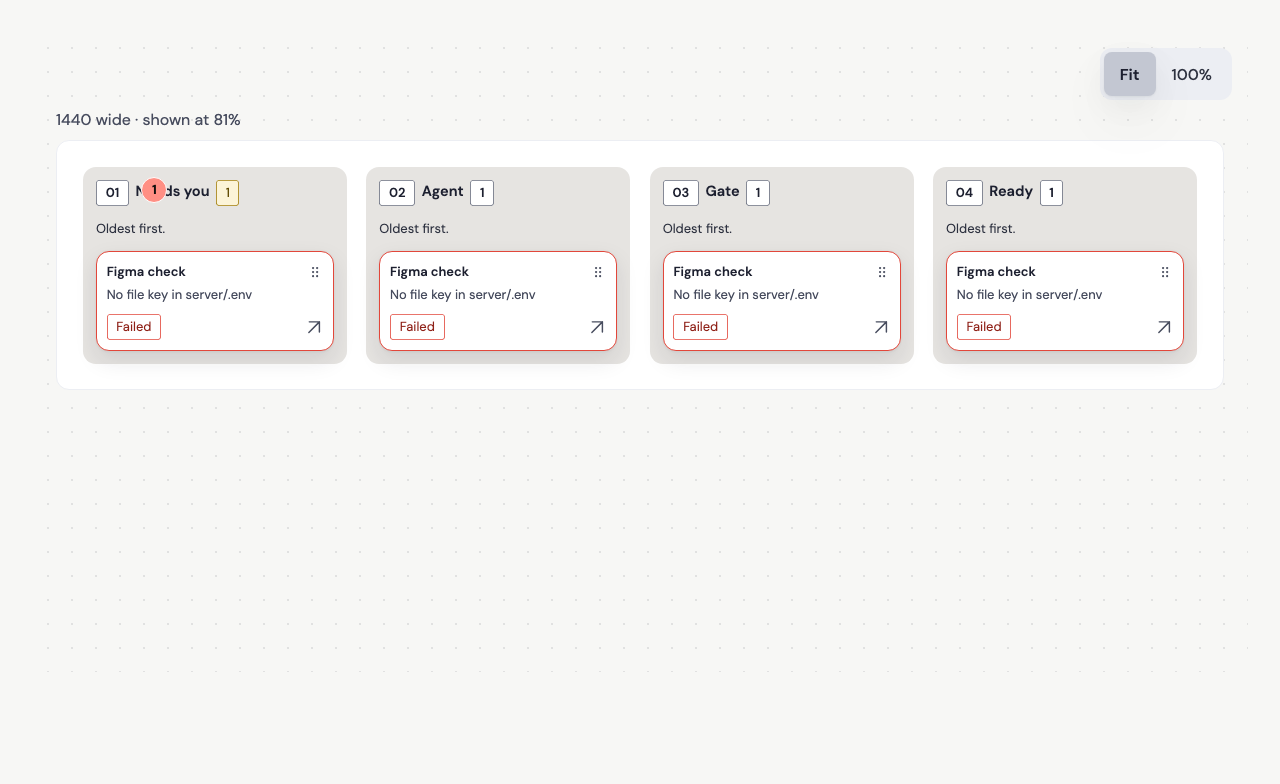 Fit 100%
1440 wide · shown at 81%
01 1 you 1
Oldest first.
Figma check
No file key in server/.env
Failed
02 Agent 1
Oldest first.
Figma check
No file key in server/.env
Failed
03 Gate 1
Oldest first.
Figma check
No file key in server/.env
Failed
04 Ready 1
Oldest first.
Figma check
No file key in server/.env
Failed